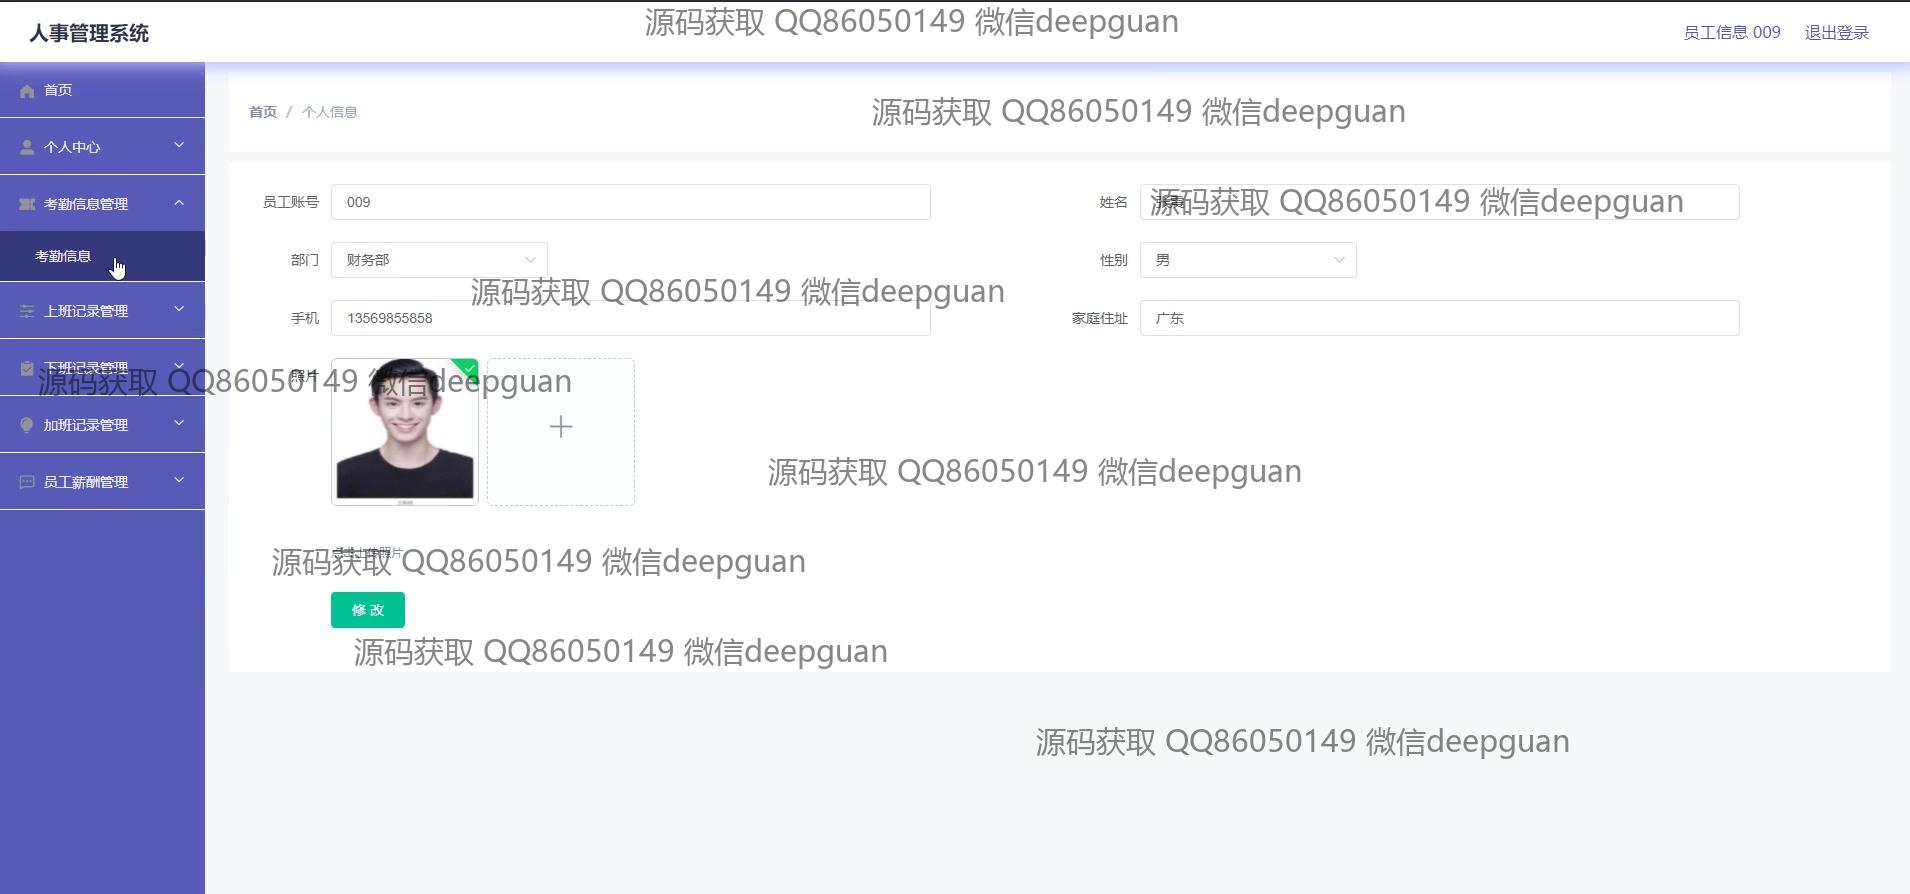 源码获取 QQ86050149 微信deepguan
人事管理系统
员工信息 009
退出登录
首页
首页 / 个人信息
源码获取 QQ86050149 微信deepguan
个人中心
员工账号 009
姓名
源码获取 QQ86050149 微信deepguan
考勤信息管理
考勤信息
部门 财务部
性别 男
源码获取 QQ86050149 微信deepguan
上班记录管理
手机 13569855858
家庭住址 广东
下班记录管理
照片
源码获取 QQ86050149 微信deepguan
加班记录管理
源码获取 QQ86050149 微信deepguan
员工薪酬管理
点击上传照片
源码获取 QQ86050149 微信deepguan
修 改
源码获取 QQ86050149 微信deepguan
源码获取 QQ86050149 微信deepguan